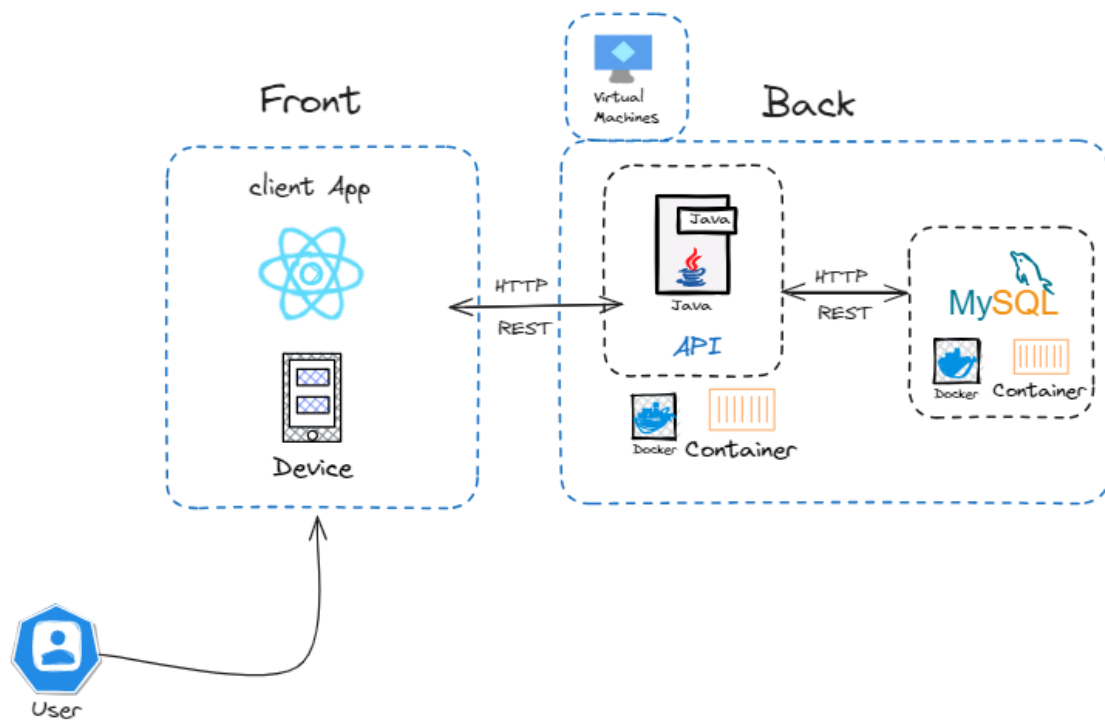 Front
client App
Device
User
HTTP
REST
Virtual
Machines
Back
Java
Java
API
Docker
Container
HTTP
REST
MySQL
Docker
Container